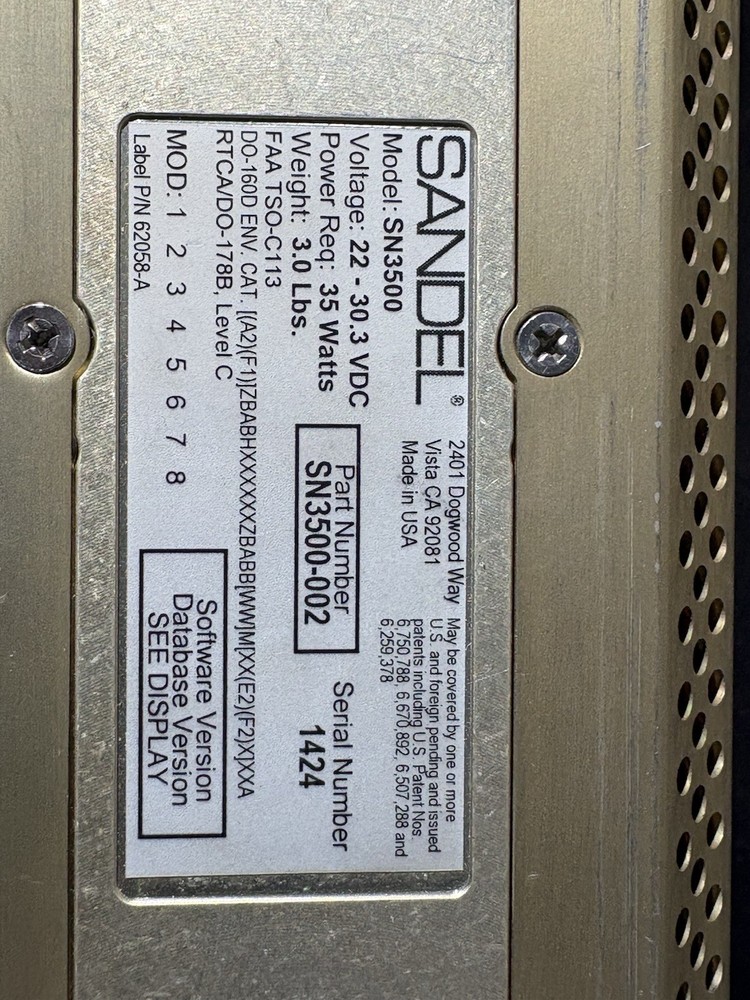 SANDEL®
2401 Dogwood Way
Vista CA 92081
Made in USA
May be covered by one or more
U.S. and foreign pending and issued
patents including U.S. Patent Nos.
6,750,788, 6,670,892, 6,507,288 and
6,259,378
Model: SN3500
Voltage: 22 - 30.3 VDC
Power Req: 35 Watts
Weight: 3.0 Lbs.
Part Number
SN3500-002
Serial Number
1424
FAA TSO-C113
DO-160D ENV. CAT. [(A2)(F1)]ZBABHXXXXXXZBABB[WW]M[XX(E2)(F2)X]XXA
RTCA/DO-178B, Level C
MOD: 1 2 3 4 5 6 7 8
Software Version
Database Version
SEE DISPLAY
Label P/N 62058-A